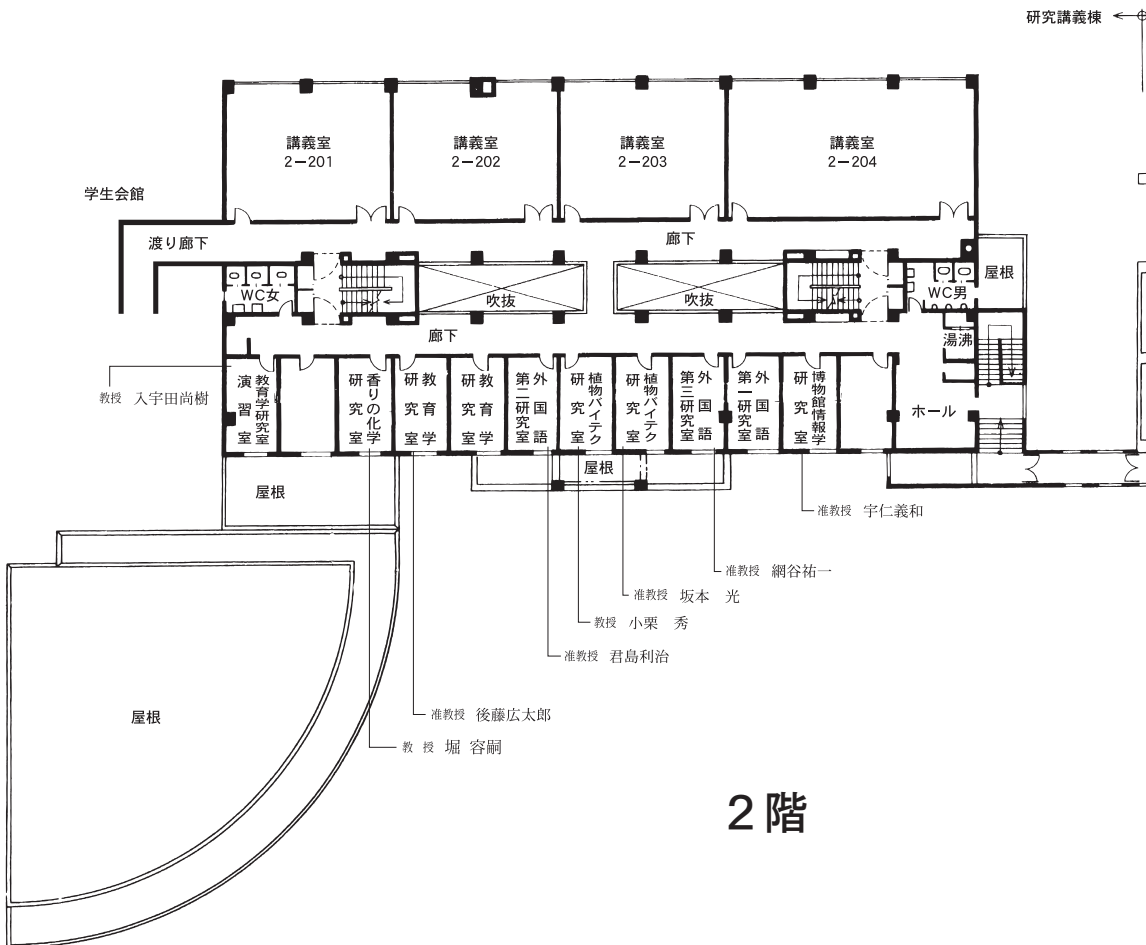 研究講義棟
講義室
2-201
講義室
2-202
講義室
2-203
講義室
2-204
学生会館
渡り廊下
廊下
WC女
吹抜
吹抜
WC男
屋根
廊下
湯沸
教育学研究室
演習室
香りの化学
研究室
教育学
研究室
教育学
研究室
外国語
第二研究室
植物バイテク
研究室
植物バイテク
研究室
外国語
第三研究室
外国語
第一研究室
博物館情報学
研究室
ホール
教授 入宇田尚樹
屋根
屋根
准教授 宇仁義和
准教授 網谷祐一
准教授 坂本 光
教授 小栗 秀
准教授 君島利治
准教授 後藤広太郎
教 授 堀 容嗣
屋根
2階